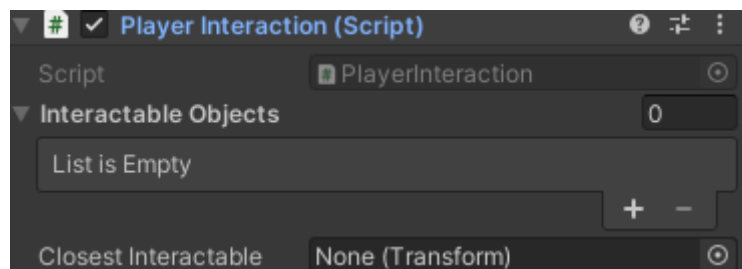 # Player Interaction (Script)
Script # PlayerInteraction
Interactable Objects 0
List is Empty
+ −
Closest Interactable None (Transform)